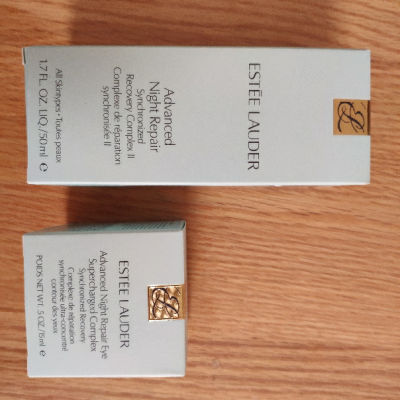 ESTĒE LAUDER
Advanced
Night Repair
Synchronized
Recovery Complex II
Complexe de réparation
synchronisée II
All Skintypes • Toutes peaux
1.7 FL. OZ. LIQ./50 ml ℮
ESTĒE LAUDER
Advanced Night Repair Eye
Supercharged Complex
Synchronized Recovery
Complexe de réparation
synchronisée ultra-concentré
contour des yeux
POIDS NET WT. .5 OZ./15 ml ℮